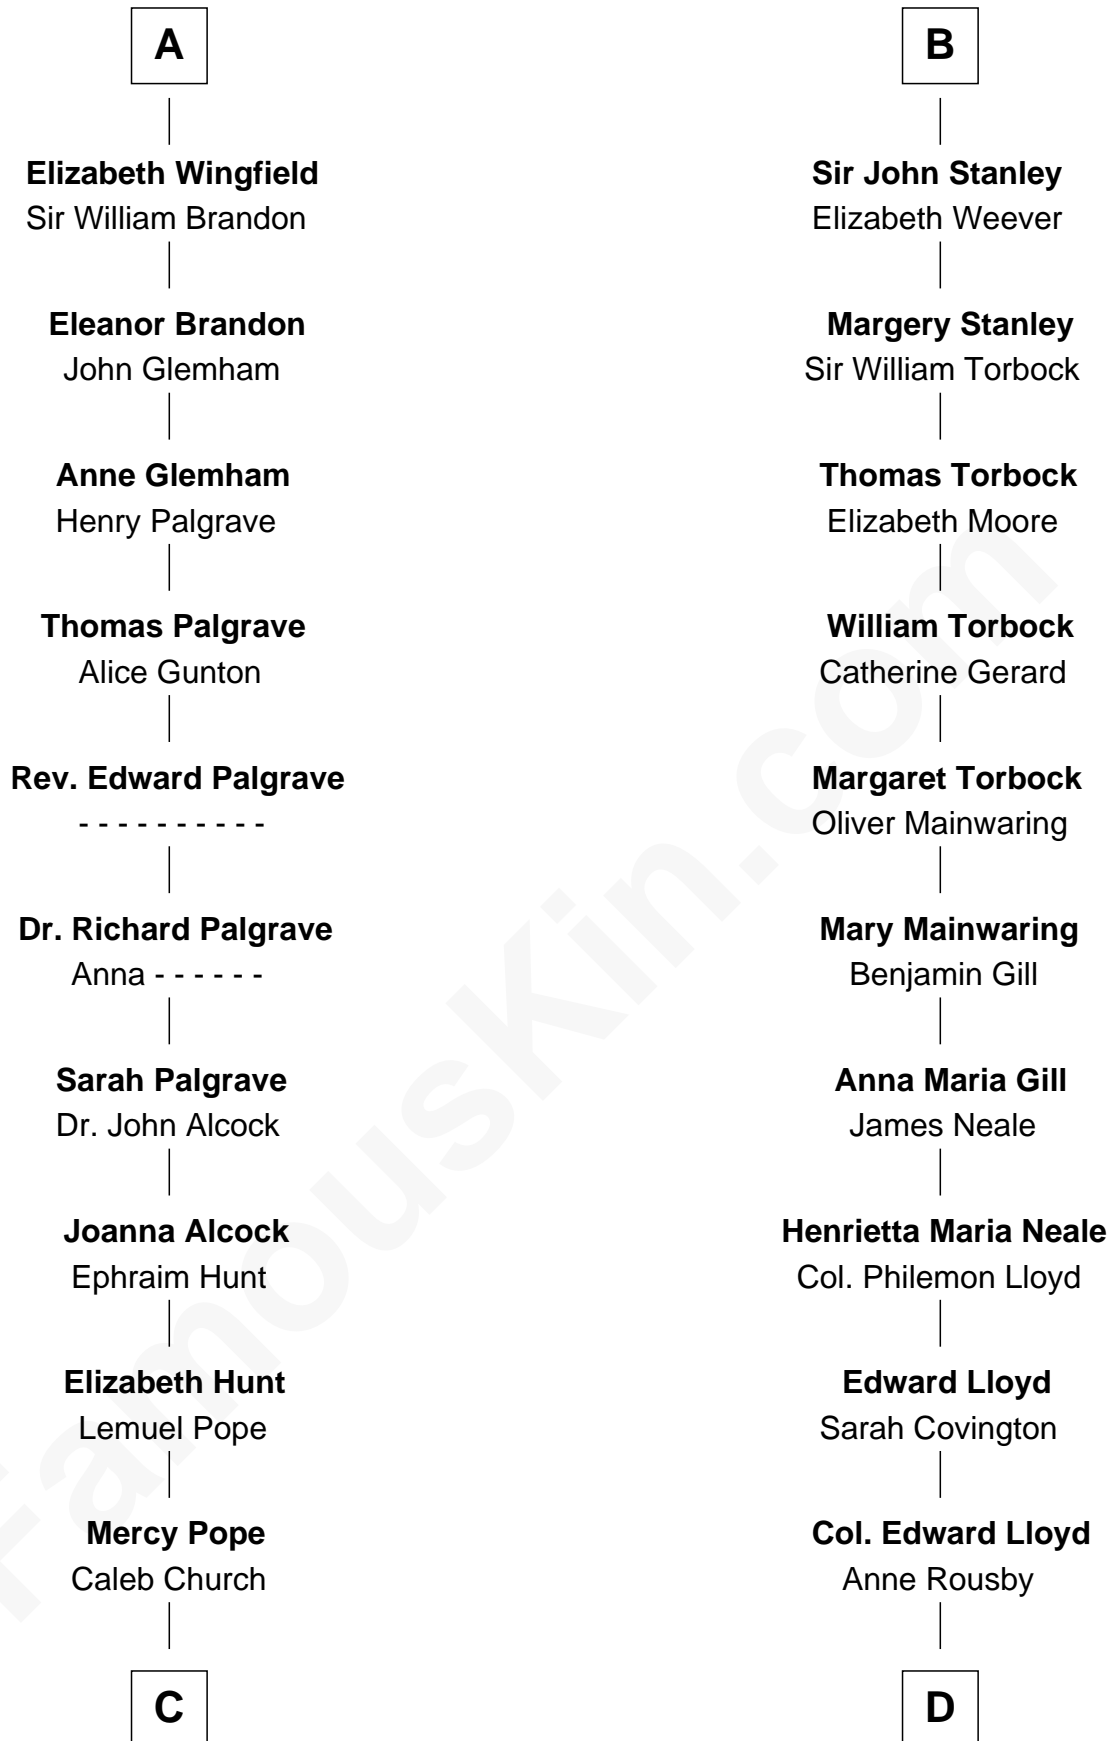 A
Elizabeth Wingfield
Sir William Brandon
Eleanor Brandon
John Glemham
Anne Glemham
Henry Palgrave
Thomas Palgrave
Alice Gunton
Rev. Edward Palgrave
- - - - - - - - - -
Dr. Richard Palgrave
Anna - - - - - -
Sarah Palgrave
Dr. John Alcock
Joanna Alcock
Ephraim Hunt
Elizabeth Hunt
Lemuel Pope
Mercy Pope
Caleb Church
C
B
Sir John Stanley
Elizabeth Weever
Margery Stanley
Sir William Torbock
Thomas Torbock
Elizabeth Moore
William Torbock
Catherine Gerard
Margaret Torbock
Oliver Mainwaring
Mary Mainwaring
Benjamin Gill
Anna Maria Gill
James Neale
Henrietta Maria Neale
Col. Philemon Lloyd
Edward Lloyd
Sarah Covington
Col. Edward Lloyd
Anne Rousby
D
FamousKin.com